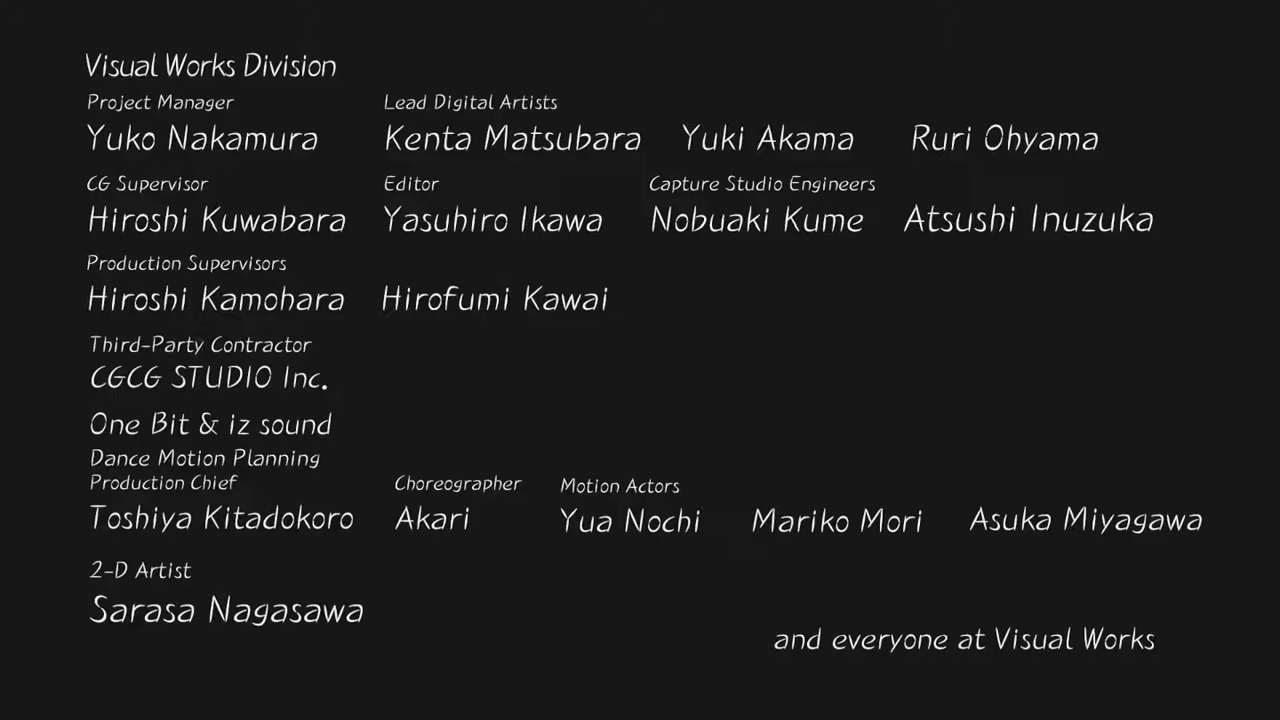 Visual Works Division
Project Manager Lead Digital Artists
Yuko Nakamura Kenta Matsubara Yuki Akama Ruri Ohyama
CG Supervisor Editor Capture Studio Engineers
Hiroshi Kuwabara Yasuhiro Ikawa Nobuaki Kume Atsushi Inuzuka
Production Supervisors
Hiroshi Kamohara Hirofumi Kawai
Third-Party Contractor
CGCG STUDIO Inc.
One Bit & iz sound
Dance Motion Planning
Production Chief Choreographer Motion Actors
Toshiya Kitadokoro Akari Yua Nochi Mariko Mori Asuka Miyagawa
2-D Artist
Sarasa Nagasawa
and everyone at Visual Works